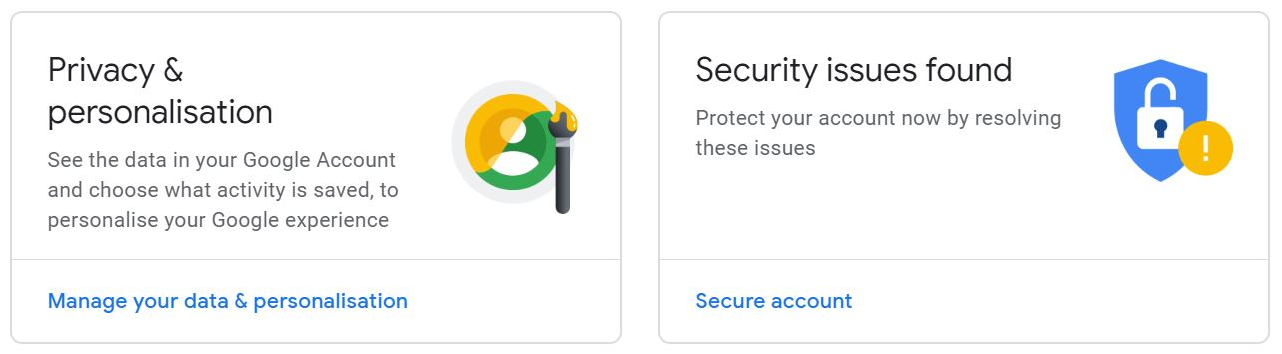 Privacy &
personalisation
See the data in your Google Account
and choose what activity is saved, to
personalise your Google experience
Manage your data & personalisation
Security issues found
Protect your account now by resolving
these issues
Secure account